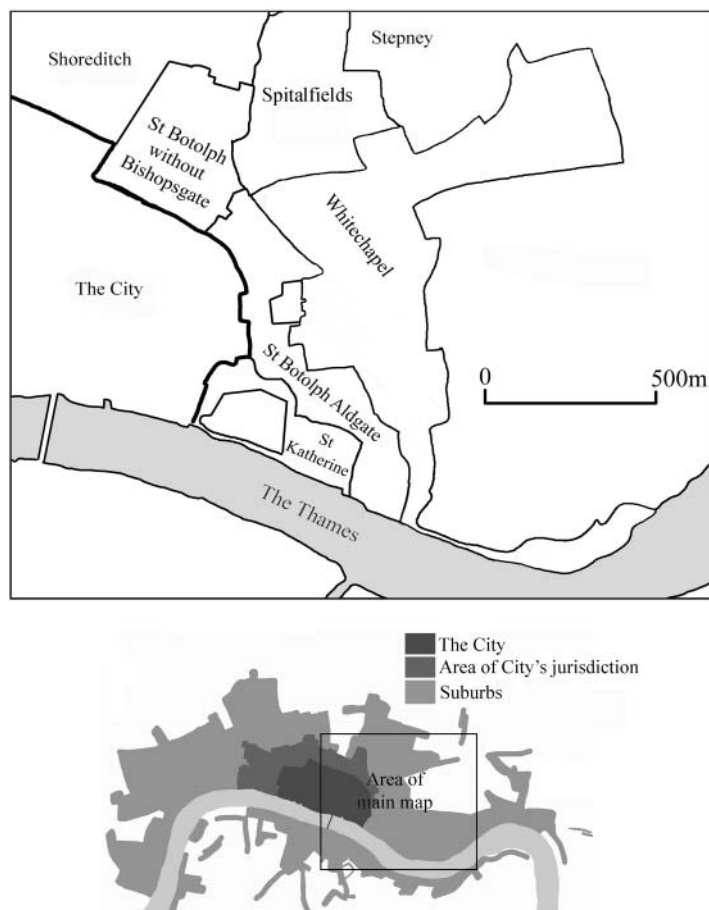 Stepney
Shoreditch
Spitalfields
St Botolph
without
Bishopsgate
Whitechapel
The City
0 500m
St Botolph Aldgate
St
Katherine
The Thames
The City
Area of City's jurisdiction
Suburbs
Area of
main map